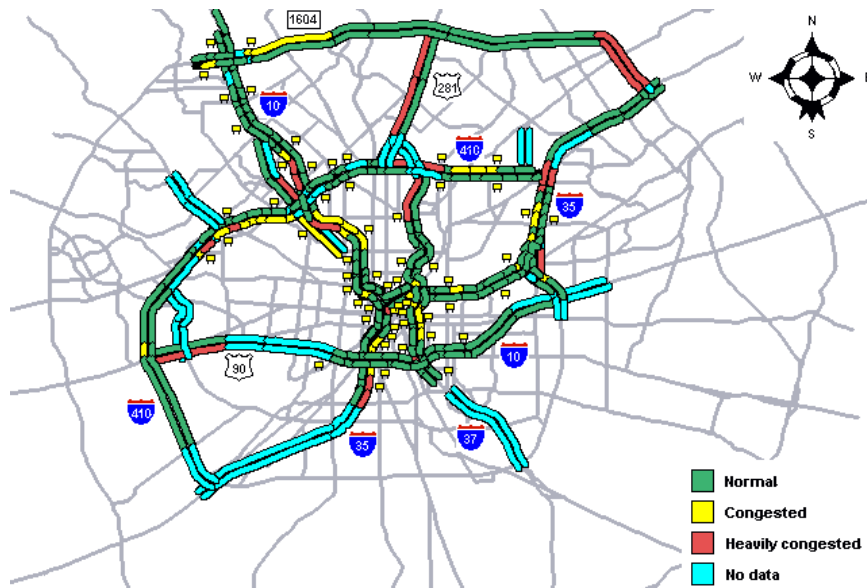 N
1604
W
E
281
10
S
410
35
90
10
410
35
37
Normal
Congested
Heavily congested
No data